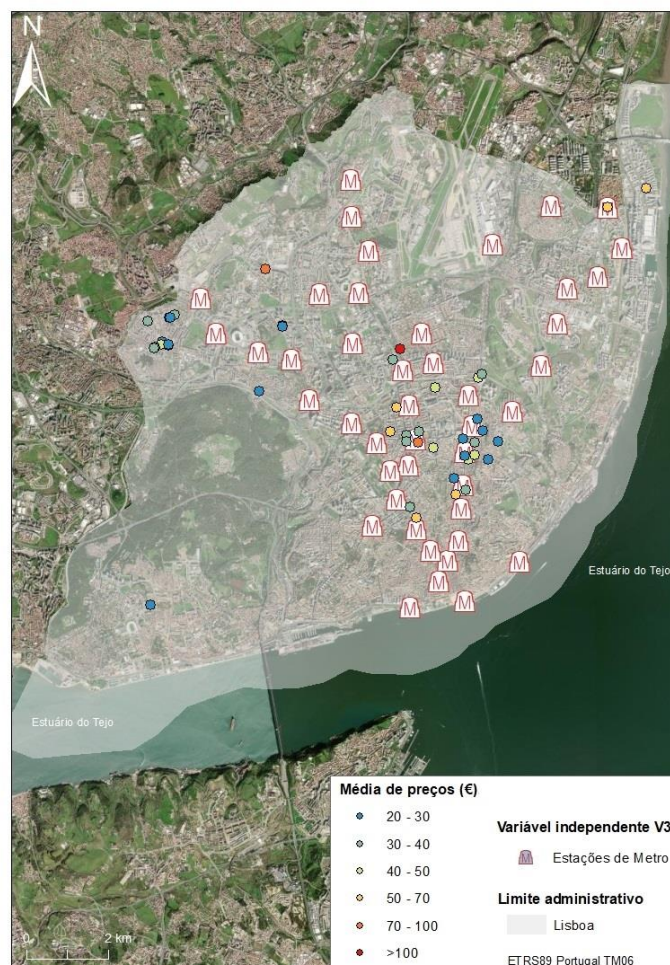 N
Estuário do Tejo
Estuário do Tejo
0
2 km
Média de preços (€)
20 - 30
30 - 40
40 - 50
50 - 70
70 - 100
>100
Variável independente V3
M Estações de Metro
Limite administrativo
Lisboa
ETRS89 Portugal TM06